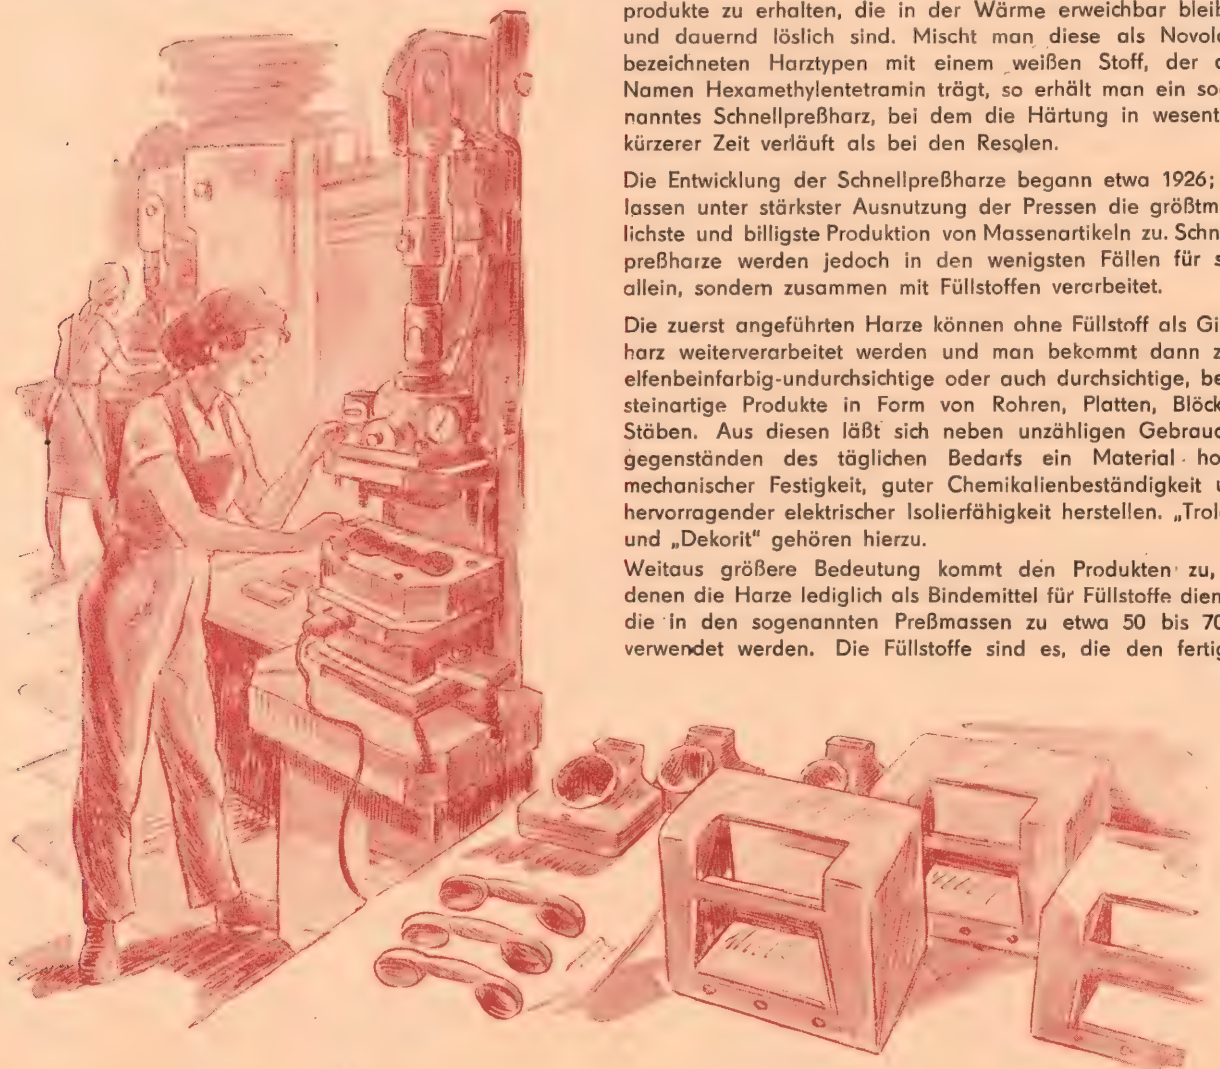 produkte zu erhalten, die in der Wärme erweichbar bleib
und dauernd löslich sind. Mischt man diese als Novol
bezeichneten Harztypen mit einem weißen Stoff, der
Namen Hexamethylentetramin trägt, so erhält man ein so
nanntes Schnellpreßharz, bei dem die Härtung in wesent
kürzerer Zeit verläuft als bei den Resolen.
Die Entwicklung der Schnellpreßharze begann etwa 1926;
lassen unter stärkster Ausnutzung der Pressen die größtm
lichste und billigste Produktion von Massenartikeln zu. Schn
preßharze werden jedoch in den wenigsten Fällen für s
allein, sondern zusammen mit Füllstoffen verarbeitet.
Die zuerst angeführten Harze können ohne Füllstoff als Gi
harz weiterverarbeitet werden und man bekommt dann z
elfenbeinfarbig-undurchsichtige oder auch durchsichtige, be
steinartige Produkte in Form von Rohren, Platten, Blöck
Stäben. Aus diesen läßt sich neben unzähligen Gebrauc
gegenständen des täglichen Bedarfs ein Material ho
mechanischer Festigkeit, guter Chemikalienbeständigkeit u
hervorragender elektrischer Isolierfähigkeit herstellen. „Trol
und „Dekorit“ gehören hierzu.
Weitaus größere Bedeutung kommt den Produkten zu,
denen die Harze lediglich als Bindemittel für Füllstoffe dien
die in den sogenannten Preßmassen zu etwa 50 bis 70
verwendet werden. Die Füllstoffe sind es, die den fertig